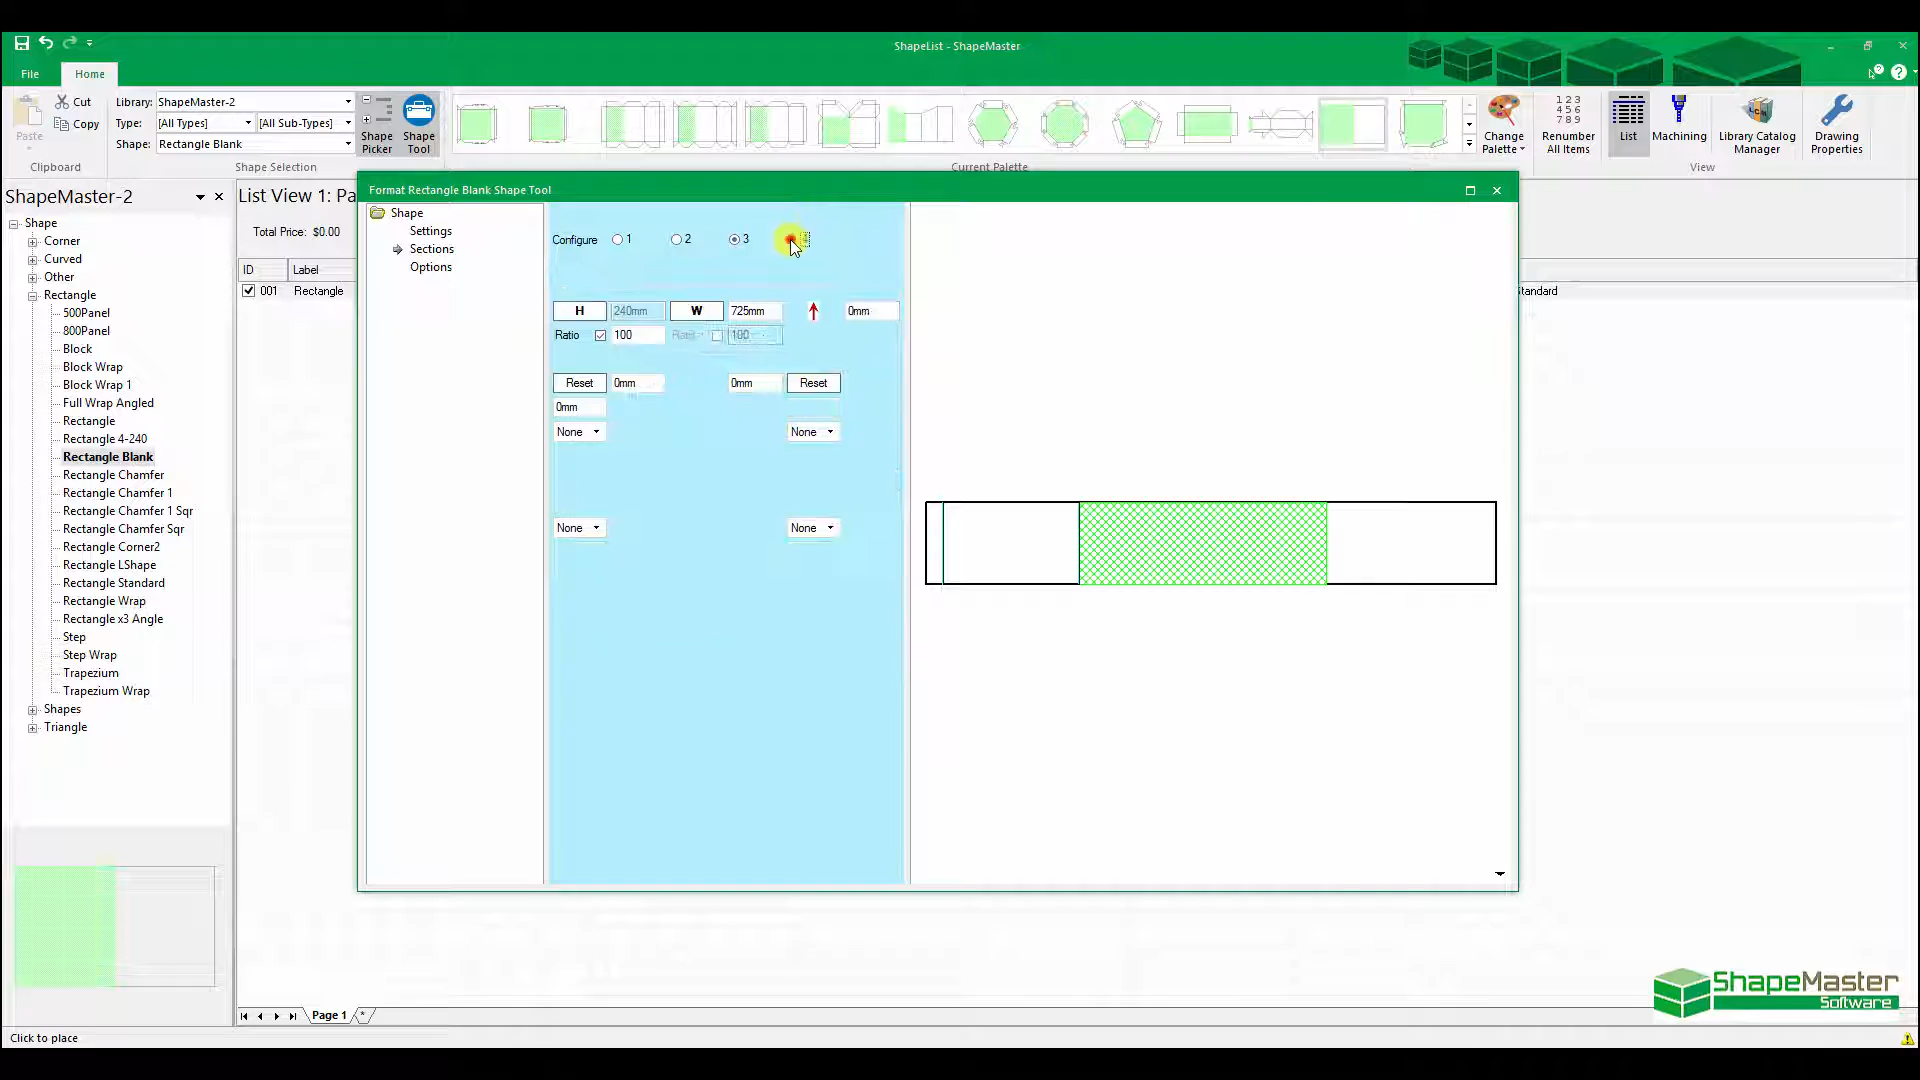 ShapeList - ShapeMaster
File
Home
Paste
Cut
Copy
Clipboard
Library: ShapeMaster-2
Type: [All Types] [All Sub-Types]
Shape: Rectangle Blank
Shape Selection
Shape Picker
Shape Tool
Current Palette
Change Palette
1 2 3
4 5 6
7 8 9
Renumber All Items
List
Machining
Library Catalog Manager
Drawing Properties
View
ShapeMaster-2
Shape
Corner
Curved
Other
Rectangle
500Panel
800Panel
Block
Block Wrap
Block Wrap 1
Full Wrap Angled
Rectangle
Rectangle 4-240
Rectangle Blank
Rectangle Chamfer
Rectangle Chamfer 1
Rectangle Chamfer 1 Sqr
Rectangle Chamfer Sqr
Rectangle Corner2
Rectangle LShape
Rectangle Standard
Rectangle Wrap
Rectangle x3 Angle
Step
Step Wrap
Trapezium
Trapezium Wrap
Shapes
Triangle
List View 1: Pa
Total Price: $0.00
ID Label
001 Rectangle
Standard
Format Rectangle Blank Shape Tool
Shape
Settings
Sections
Options
Configure 1 2 3
H 240mm W 725mm 0mm
Ratio 100 Ratio 100
Reset 0mm 0mm Reset
0mm
None None
None None
Page 1 *
ShapeMaster
Software
Click to place